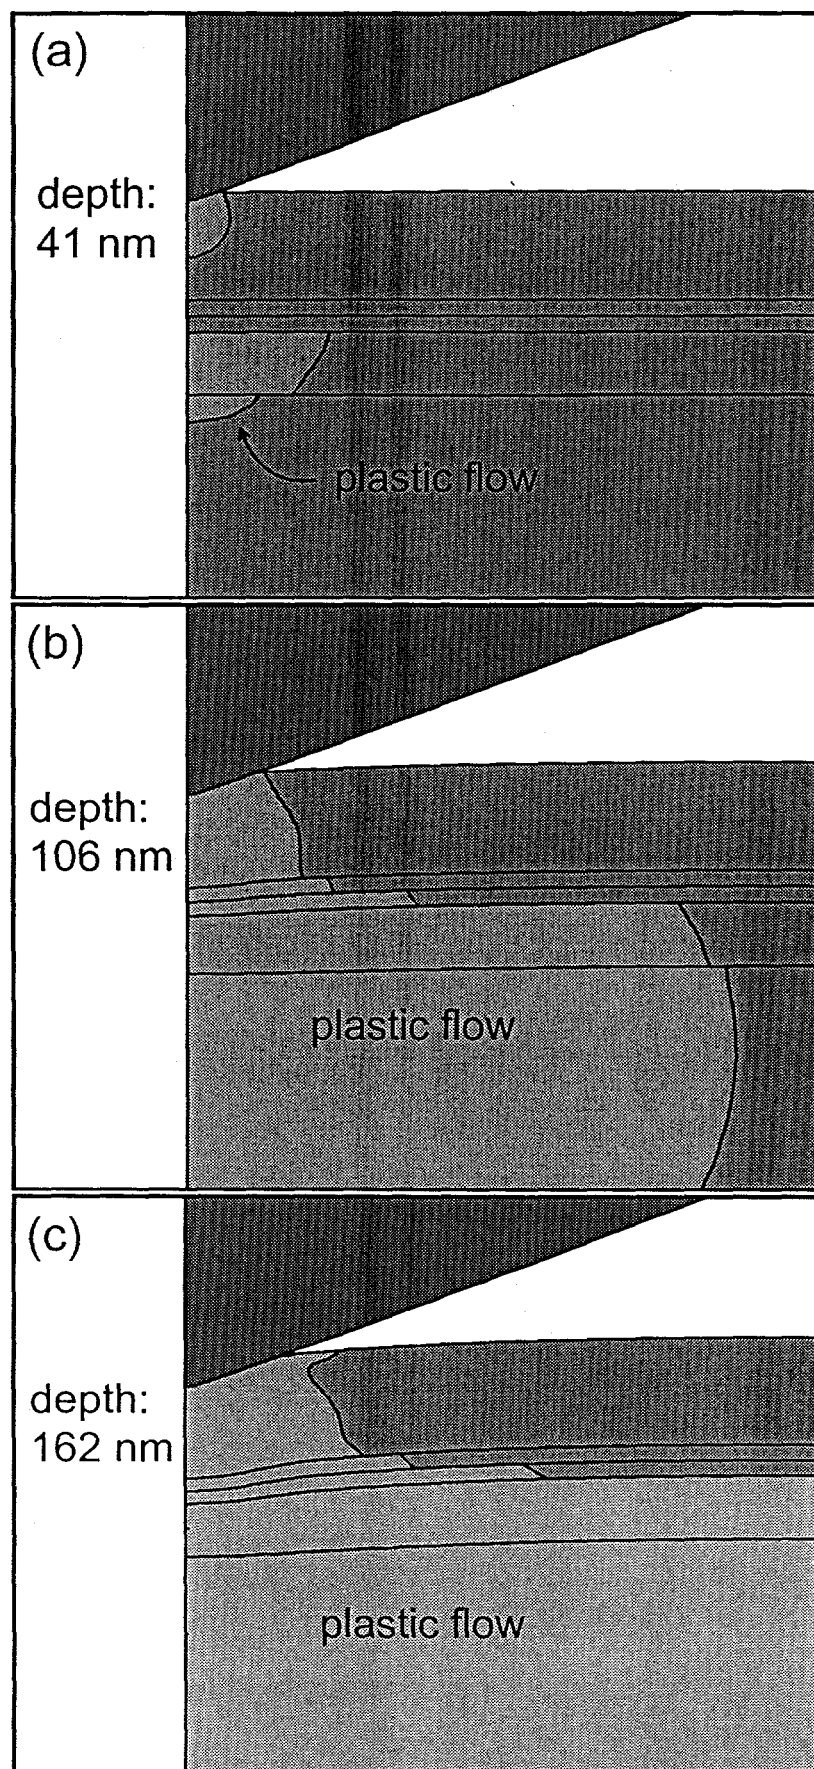 (a)
depth:
41 nm
plastic flow
(b)
depth:
106 nm
plastic flow
(c)
depth:
162 nm
plastic flow